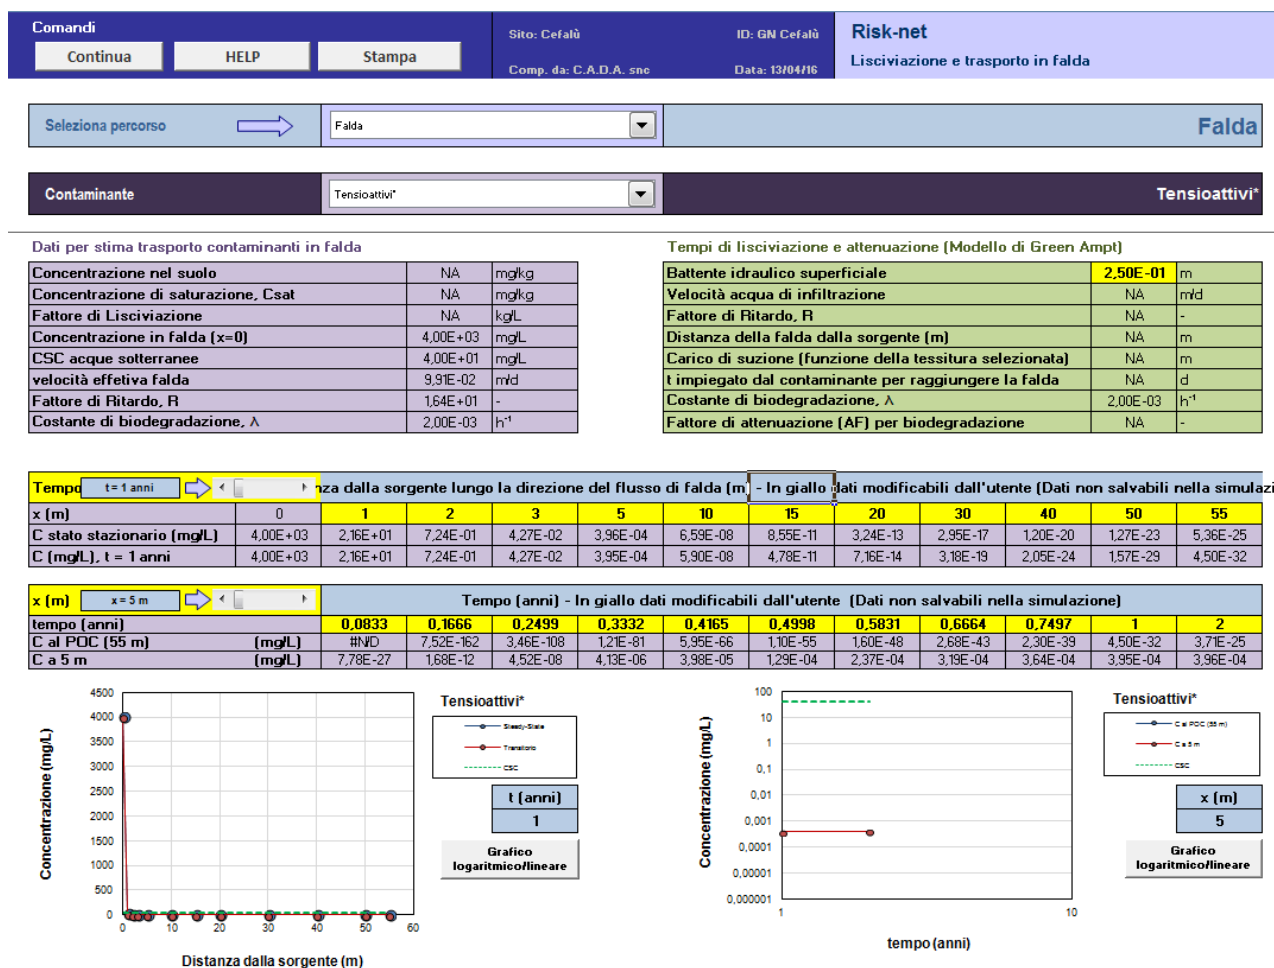 Comandi
Continua HELP Stampa
Sito: Cefalù ID: GN Cefalù
Comp. da: C.A.D.A. snc Data: 13/04/16
Risk-net
Lisciviazione e trasporto in falda
Seleziona percorso Falda Falda
Contaminante Tensioattivi* Tensioattivi*
Dati per stima trasporto contaminanti in falda
Concentrazione nel suolo NA mg/kg
Concentrazione di saturazione, Csat NA mg/kg
Fattore di Lisciviazione NA kg/L
Concentrazione in falda (x=0) 4,00E+03 mg/L
CSC acque sotterranee 4,00E+01 mg/L
velocità effetiva falda 9,91E-02 m/d
Fattore di Ritardo, R 1,64E+01 -
Costante di biodegradazione, λ 2,00E-03 h⁻¹
Tempi di lisciviazione e attenuazione (Modello di Green Ampt)
Battente idraulico superficiale 2,50E-01 m
Velocità acqua di infiltrazione NA m/d
Fattore di Ritardo, R NA -
Distanza della falda dalla sorgente (m) NA m
Carico di suzione (funzione della tessitura selezionata) NA m
t impiegato dal contaminante per raggiungere la falda NA d
Costante di biodegradazione, λ 2,00E-03 h⁻¹
Fattore di attenuazione (AF) per biodegradazione NA -
Tempo t = 1 anni nza dalla sorgente lungo la direzione del flusso di falda (m) - In giallo dati modificabili dall'utente (Dati non salvabili nella simulazi
x (m) 0 1 2 3 5 10 15 20 30 40 50 55
C stato stazionario (mg/L) 4,00E+03 2,16E+01 7,24E-01 4,27E-02 3,96E-04 6,59E-08 8,55E-11 3,24E-13 2,95E-17 1,20E-20 1,27E-23 5,36E-25
C (mg/L), t = 1 anni 4,00E+03 2,16E+01 7,24E-01 4,27E-02 3,95E-04 5,90E-08 4,78E-11 7,16E-14 3,18E-19 2,05E-24 1,57E-29 4,50E-32
x (m) x = 5 m Tempo (anni) - In giallo dati modificabili dall'utente (Dati non salvabili nella simulazione)
tempo (anni) 0,0833 0,1666 0,2499 0,3332 0,4165 0,4998 0,5831 0,6664 0,7497 1 2
C al POC (55 m) (mg/L) #N/D 7,52E-162 3,46E-108 1,21E-81 5,95E-66 1,10E-55 1,60E-48 2,68E-43 2,30E-39 4,50E-32 3,71E-25
C a 5 m (mg/L) 7,78E-27 1,68E-12 4,52E-08 4,13E-06 3,98E-05 1,29E-04 2,37E-04 3,19E-04 3,64E-04 3,95E-04 3,96E-04
Concentrazione (mg/L)
4500
4000
3500
3000
2500
2000
1500
1000
500
0
0 10 20 30 40 50 60
Distanza dalla sorgente (m)
Tensioattivi*
Steady-State
Transitorio
CSC
t (anni)
1
Grafico
logaritmico/lineare
Concentrazione (mg/L)
100
10
1
0,1
0,01
0,001
0,0001
0,00001
0,000001
1 10
tempo (anni)
Tensioattivi*
C al POC (55 m)
C a 5 m
CSC
x (m)
5
Grafico
logaritmico/lineare